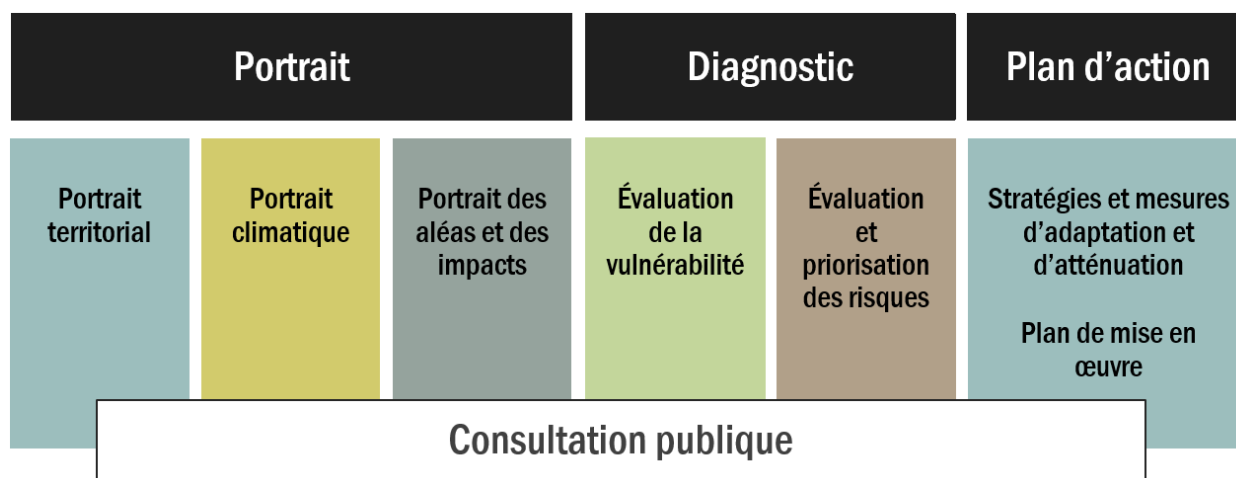 Portrait
Diagnostic
Plan d’action
Portrait
territorial
Portrait
climatique
Portrait des
aléas et des
impacts
Évaluation
de la
vulnérabilité
Évaluation
et
priorisation
des risques
Stratégies et mesures
d’adaptation et
d’atténuation
Plan de mise en
œuvre
Consultation publique